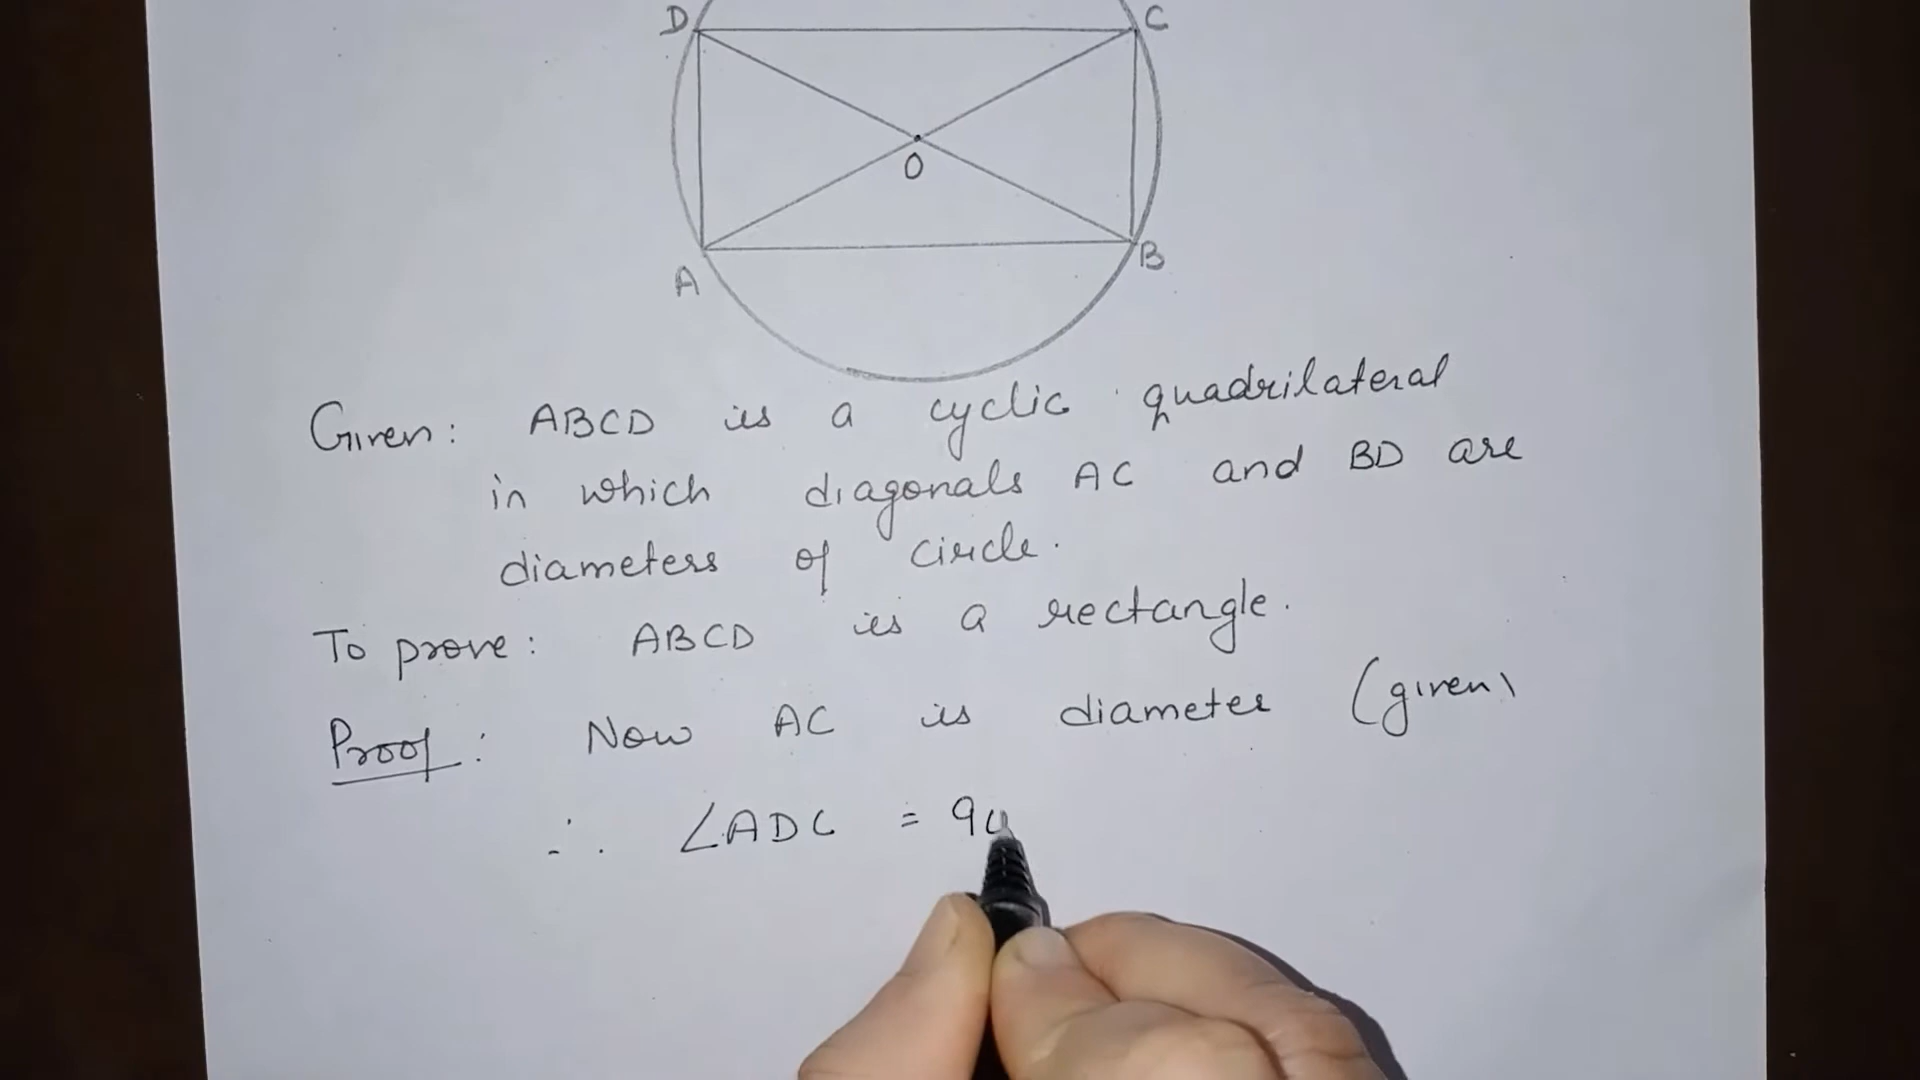 D C
O
A B
Given: ABCD is a cyclic quadrilateral
in which diagonals AC and BD are
diameters of circle.
To prove: ABCD is a rectangle.
Proof: Now AC is diameter (given)
∴ ∠ADC = 90